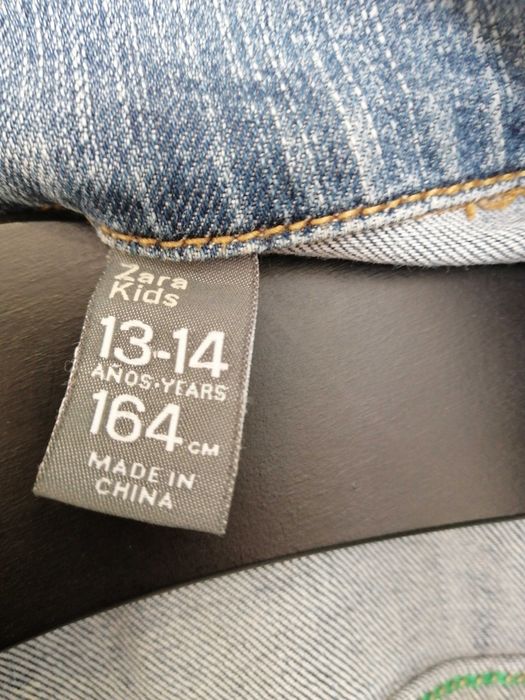 Zara
Kids
13-14
AÑOS•YEARS
164 CM
MADE IN
CHINA